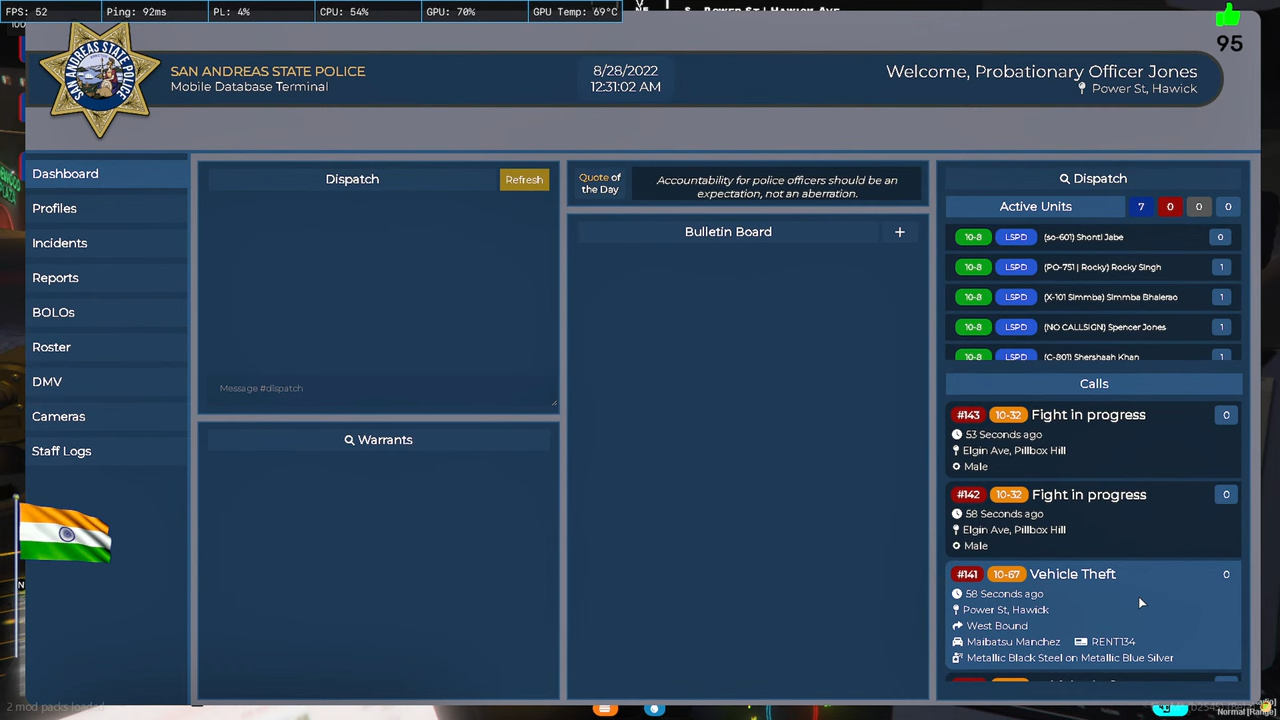 FPS: 52 Ping: 92ms PL: 4% CPU: 54% GPU: 70% GPU Temp: 69°C
95
SAN ANDREAS STATE POLICE
SAN ANDREAS STATE POLICE
Mobile Database Terminal
8/28/2022
12:31:02 AM
Welcome, Probationary Officer Jones
Power St, Hawick
Dashboard
Profiles
Incidents
Reports
BOLOs
Roster
DMV
Cameras
Staff Logs
Dispatch
Refresh
Message #dispatch
Warrants
Quote of
the Day
Accountability for police officers should be an
expectation, not an aberration.
Bulletin Board
+
Dispatch
Active Units 7 0 0 0
10-8 LSPD (so-601) Shonti Jabe 0
10-8 LSPD (PO-751 | Rocky) Rocky Singh 1
10-8 LSPD (X-101 Simmba) Simmba Bhalerao 1
10-8 LSPD (NO CALLSIGN) Spencer Jones 1
10-8 LSPD (C-801) Shershaah Khan 1
Calls
#143 10-32 Fight in progress 0
53 Seconds ago
Elgin Ave, Pillbox Hill
Male
#142 10-32 Fight in progress 0
58 Seconds ago
Elgin Ave, Pillbox Hill
Male
#141 10-67 Vehicle Theft 0
58 Seconds ago
Power St, Hawick
West Bound
Maibatsu Manchez RENT134
Metallic Black Steel on Metallic Blue Silver
2 mod packs loaded
Normal [Range]